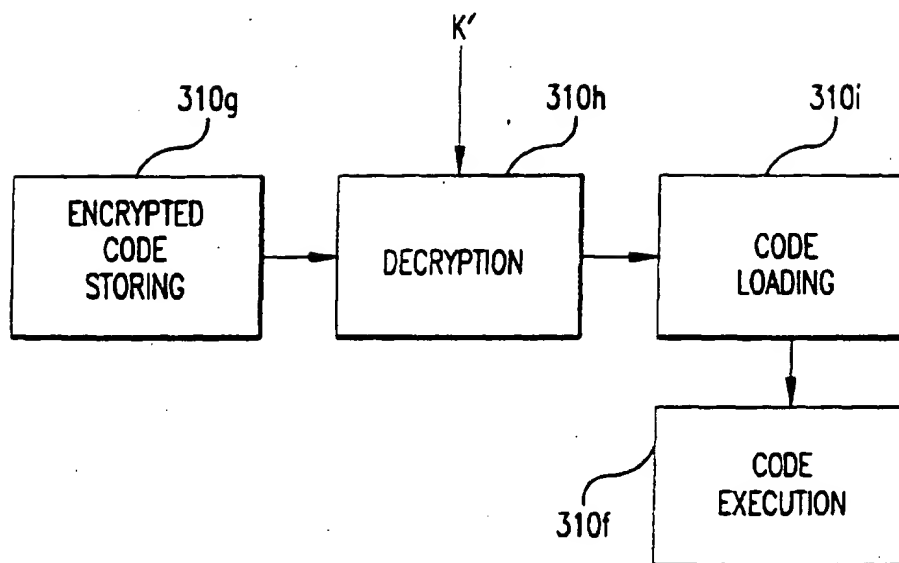 K'
310g
310h
310i
ENCRYPTED
CODE
STORING
DECRYPTION
CODE
LOADING
CODE
EXECUTION
310f